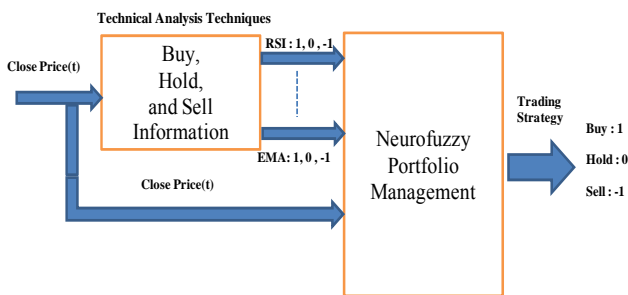 Technical Analysis Techniques
Close Price(t)
Buy,
Hold,
and Sell
Information
RSI : 1, 0 , -1
EMA: 1, 0 , -1
Close Price(t)
Neurofuzzy
Portfolio
Management
Trading
Strategy
Buy : 1
Hold : 0
Sell : -1